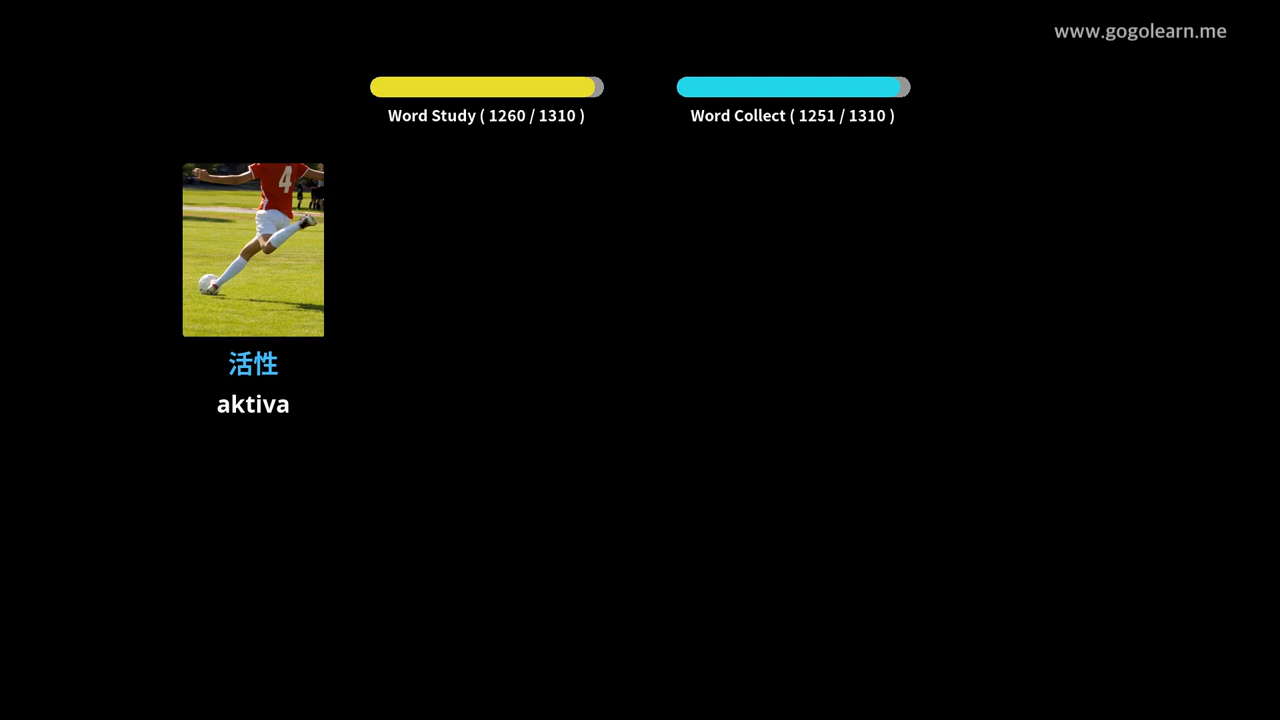 www.gogolearn.me
Word Study ( 1260 / 1310 )
Word Collect ( 1251 / 1310 )
4
活性
aktiva